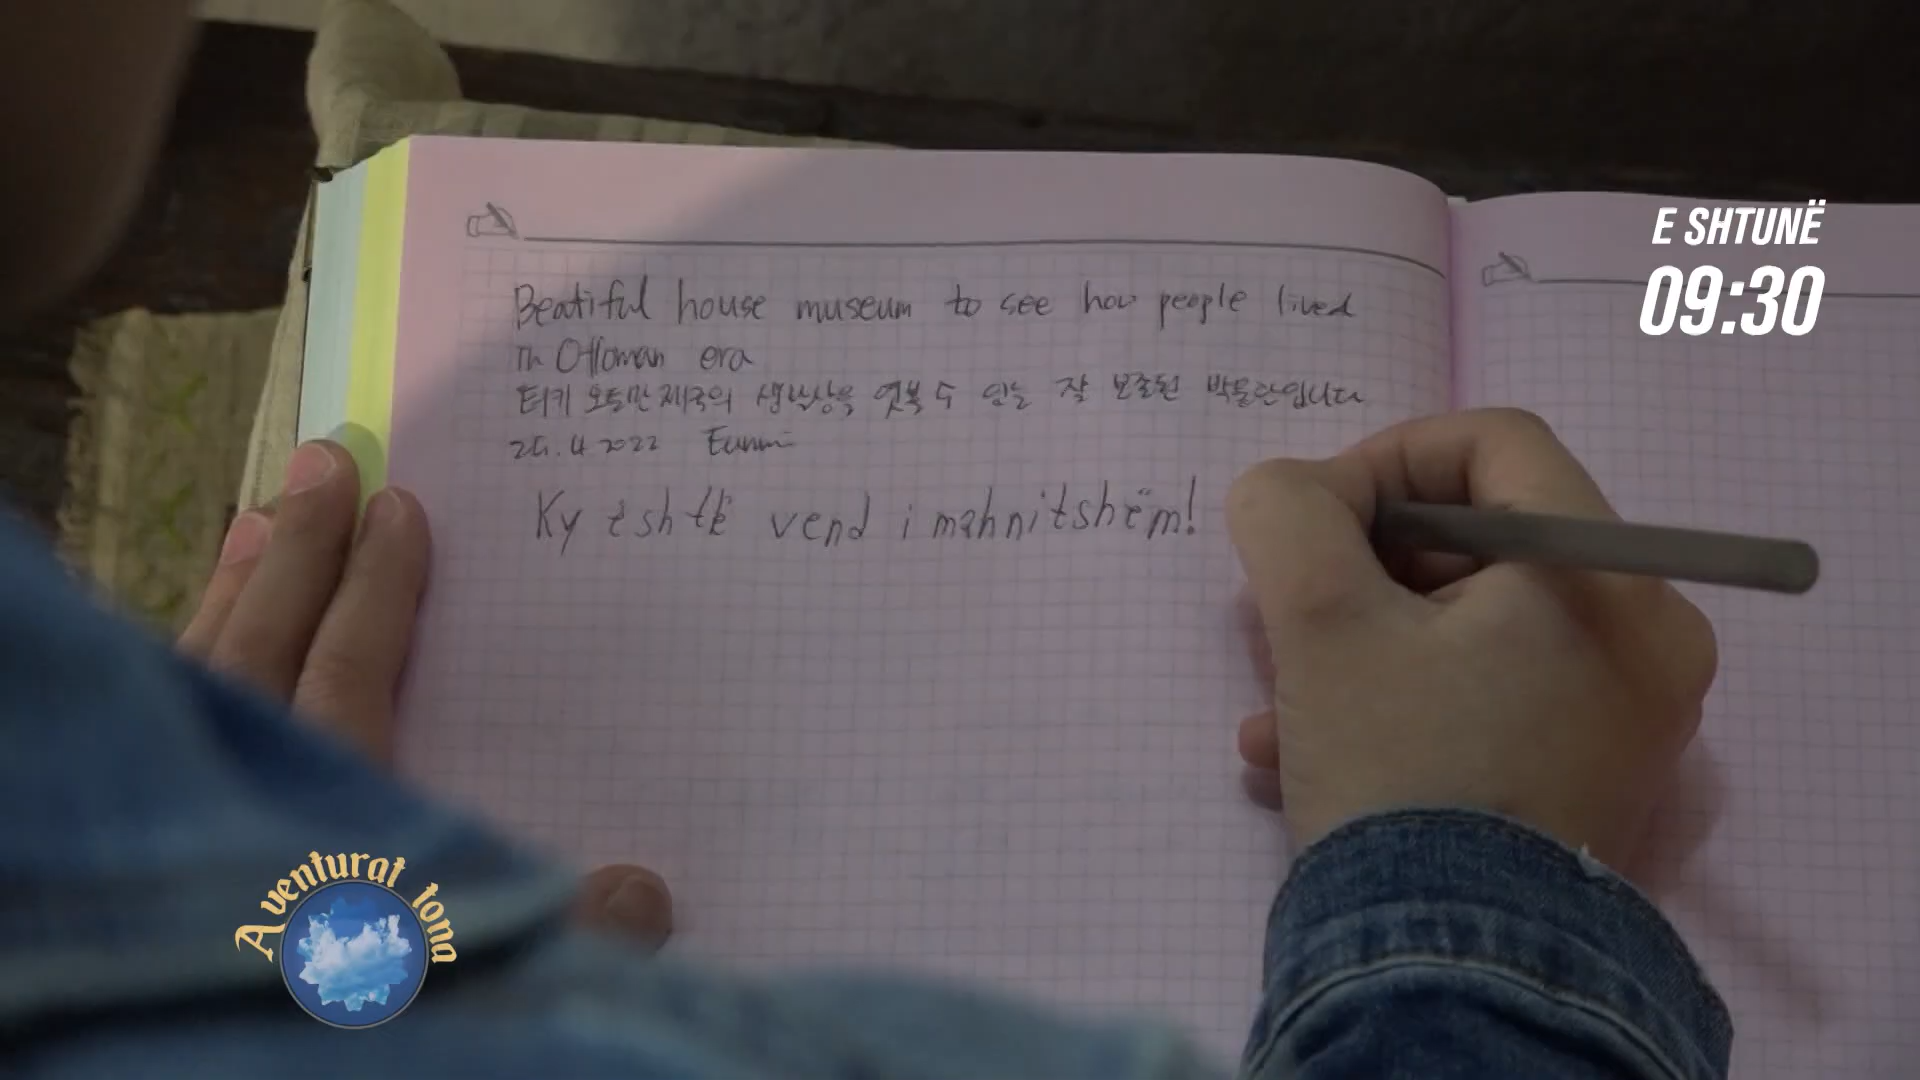 Beatiful house museum to see how people lived
in Ottoman era
터키 오토만 제국의 생활상을 엿볼 수 있는 잘 보존된 박물관입니다
25.4 2022 Eunmi
Ky është vend i mahnitshëm!
E SHTUNË
09:30
Aventurat tona